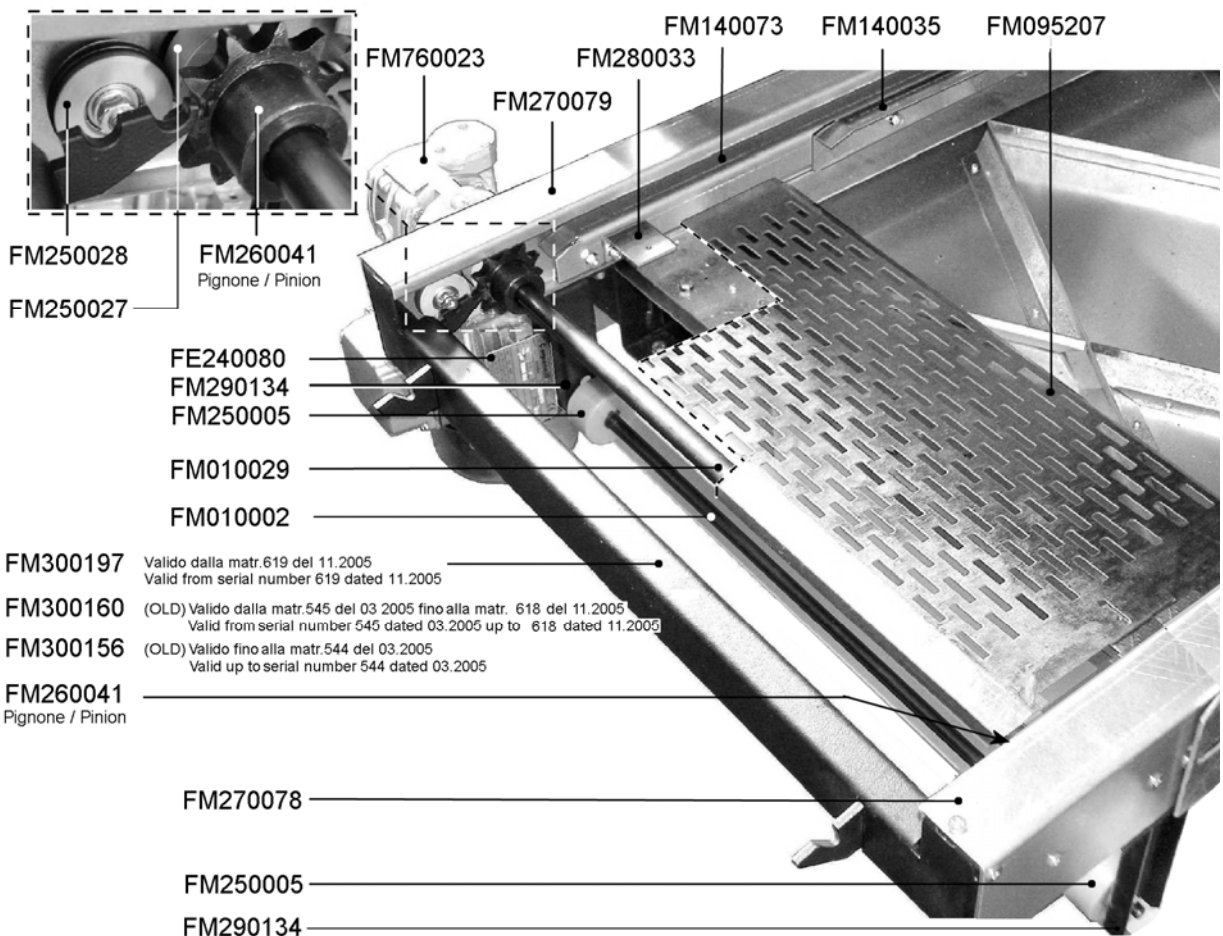 FM140073
FM140035
FM095207
FM760023
FM280033
FM270079
FM250028
FM260041
Pignone / Pinion
FM250027
FE240080
FM290134
FM250005
FM010029
FM010002
FM300197 Valido dalla matr.619 del 11.2005
Valid from serial number 619 dated 11.2005
FM300160 (OLD) Valido dalla matr.545 del 03 2005 fino alla matr. 618 del 11.2005
Valid from serial number 545 dated 03.2005 up to 618 dated 11.2005
FM300156 (OLD) Valido fino alla matr.544 del 03.2005
Valid up to serial number 544 dated 03.2005
FM260041
Pignone / Pinion
FM270078
FM250005
FM290134